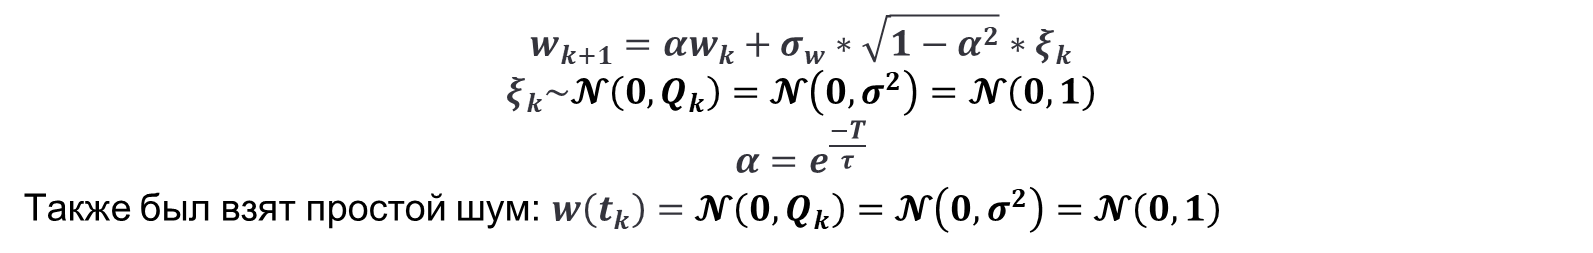 w_{k+1} = αw_k + σ_w * √(1 − α²) * ξ_k
ξ_k~𝓝(0, Q_k) = 𝓝(0, σ²) = 𝓝(0, 1)
α = e^{\frac{−T}{τ}}
Также был взят простой шум: w(t_k) = 𝓝(0, Q_k) = 𝓝(0, σ²) = 𝓝(0, 1)